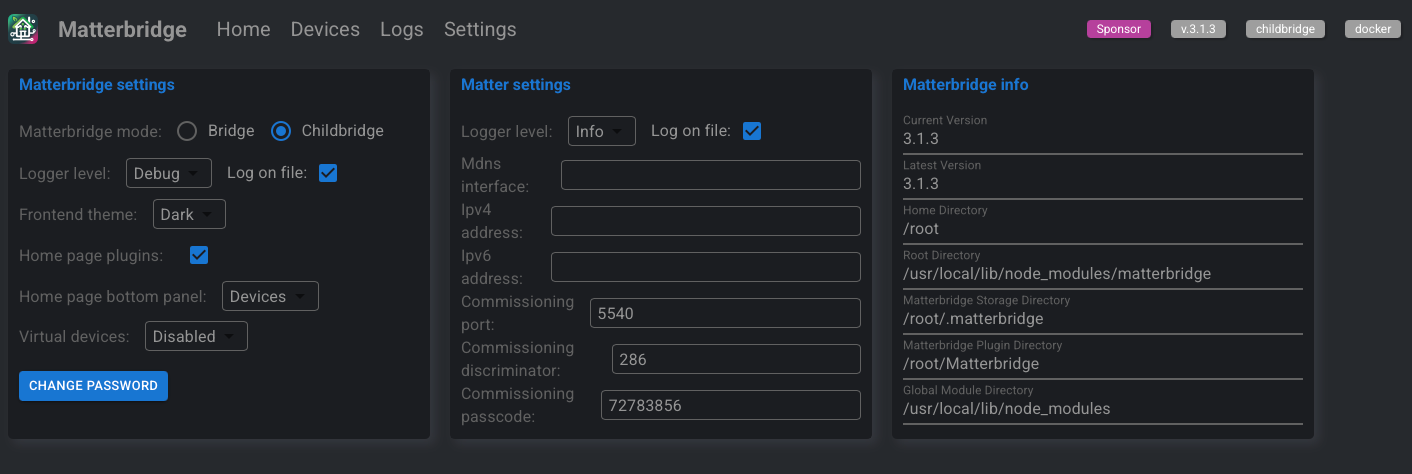 Matterbridge Home Devices Logs Settings Sponsor v.3.1.3 childbridge docker
Matterbridge settings
Matterbridge mode: Bridge Childbridge
Logger level: Debug Log on file:
Frontend theme: Dark
Home page plugins:
Home page bottom panel: Devices
Virtual devices: Disabled
CHANGE PASSWORD
Matter settings
Logger level: Info Log on file:
Mdns
interface:
Ipv4
address:
Ipv6
address:
Commissioning
port: 5540
Commissioning
discriminator: 286
Commissioning
passcode: 72783856
Matterbridge info
Current Version
3.1.3
Latest Version
3.1.3
Home Directory
/root
Root Directory
/usr/local/lib/node_modules/matterbridge
Matterbridge Storage Directory
/root/.matterbridge
Matterbridge Plugin Directory
/root/Matterbridge
Global Module Directory
/usr/local/lib/node_modules